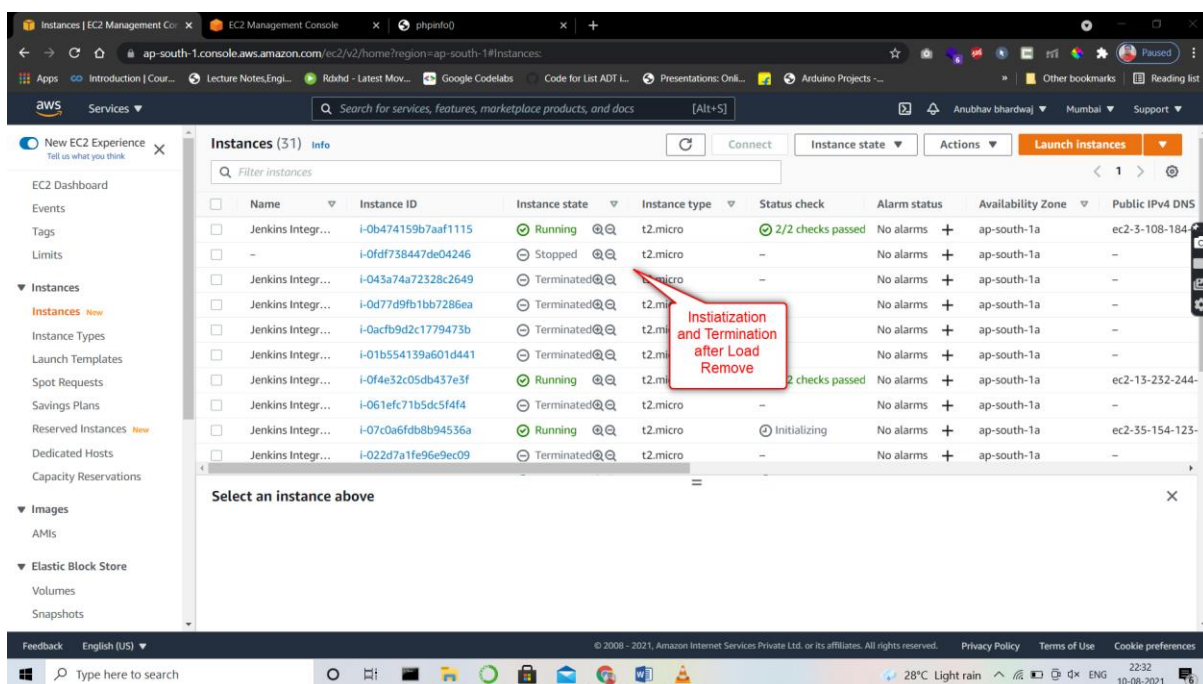 Instances | EC2 Management Con
EC2 Management Console
phpinfo()
ap-south-1.console.aws.amazon.com/ec2/v2/home?region=ap-south-1#Instances:
Paused
Apps
Introduction | Cour...
Lecture Notes,Engi...
Rdxhd - Latest Mov...
Google Codelabs
Code for List ADT i...
Presentations: Onli...
Arduino Projects -...
»
Other bookmarks
Reading list
aws
Services ▼
Search for services, features, marketplace products, and docs
[Alt+S]
Anubhav bhardwaj ▼
Mumbai ▼
Support ▼
New EC2 Experience
Tell us what you think
EC2 Dashboard
Events
Tags
Limits
▼ Instances
Instances New
Instance Types
Launch Templates
Spot Requests
Savings Plans
Reserved Instances New
Dedicated Hosts
Capacity Reservations
▼ Images
AMIs
▼ Elastic Block Store
Volumes
Snapshots
Instances (31) Info
Connect
Instance state ▼
Actions ▼
Launch instances
Filter instances
1
Name Instance ID Instance state Instance type Status check Alarm status Availability Zone Public IPv4 DNS
Jenkins Integr... i-0b474159b7aaf1115 Running t2.micro 2/2 checks passed No alarms + ap-south-1a ec2-3-108-184-
– i-0fdf738447de04246 Stopped t2.micro – No alarms + ap-south-1a –
Jenkins Integr... i-043a74a72328c2649 Terminated t2.micro – No alarms + ap-south-1a –
Jenkins Integr... i-0d77d9fb1bb7286ea Terminated t2.mi No alarms + ap-south-1a –
Jenkins Integr... i-0acfb9d2c1779473b Terminated t2.mi No alarms + ap-south-1a –
Jenkins Integr... i-01b554139a601d441 Terminated t2.mi No alarms + ap-south-1a –
Jenkins Integr... i-0f4e32c05db437e3f Running t2.mi 2 checks passed No alarms + ap-south-1a ec2-13-232-244-
Jenkins Integr... i-061efc71b5dc5f4f4 Terminated t2.micro – No alarms + ap-south-1a –
Jenkins Integr... i-07c0a6fdb8b94536a Running t2.micro Initializing No alarms + ap-south-1a ec2-35-154-123-
Jenkins Integr... i-022d7a1fe96e9ec09 Terminated t2.micro – No alarms + ap-south-1a –
Instiatization
and Termination
after Load
Remove
Select an instance above
Feedback
English (US) ▼
© 2008 - 2021, Amazon Internet Services Private Ltd. or its affiliates. All rights reserved.
Privacy Policy
Terms of Use
Cookie preferences
Type here to search
28°C Light rain
ENG
22:32
10-08-2021